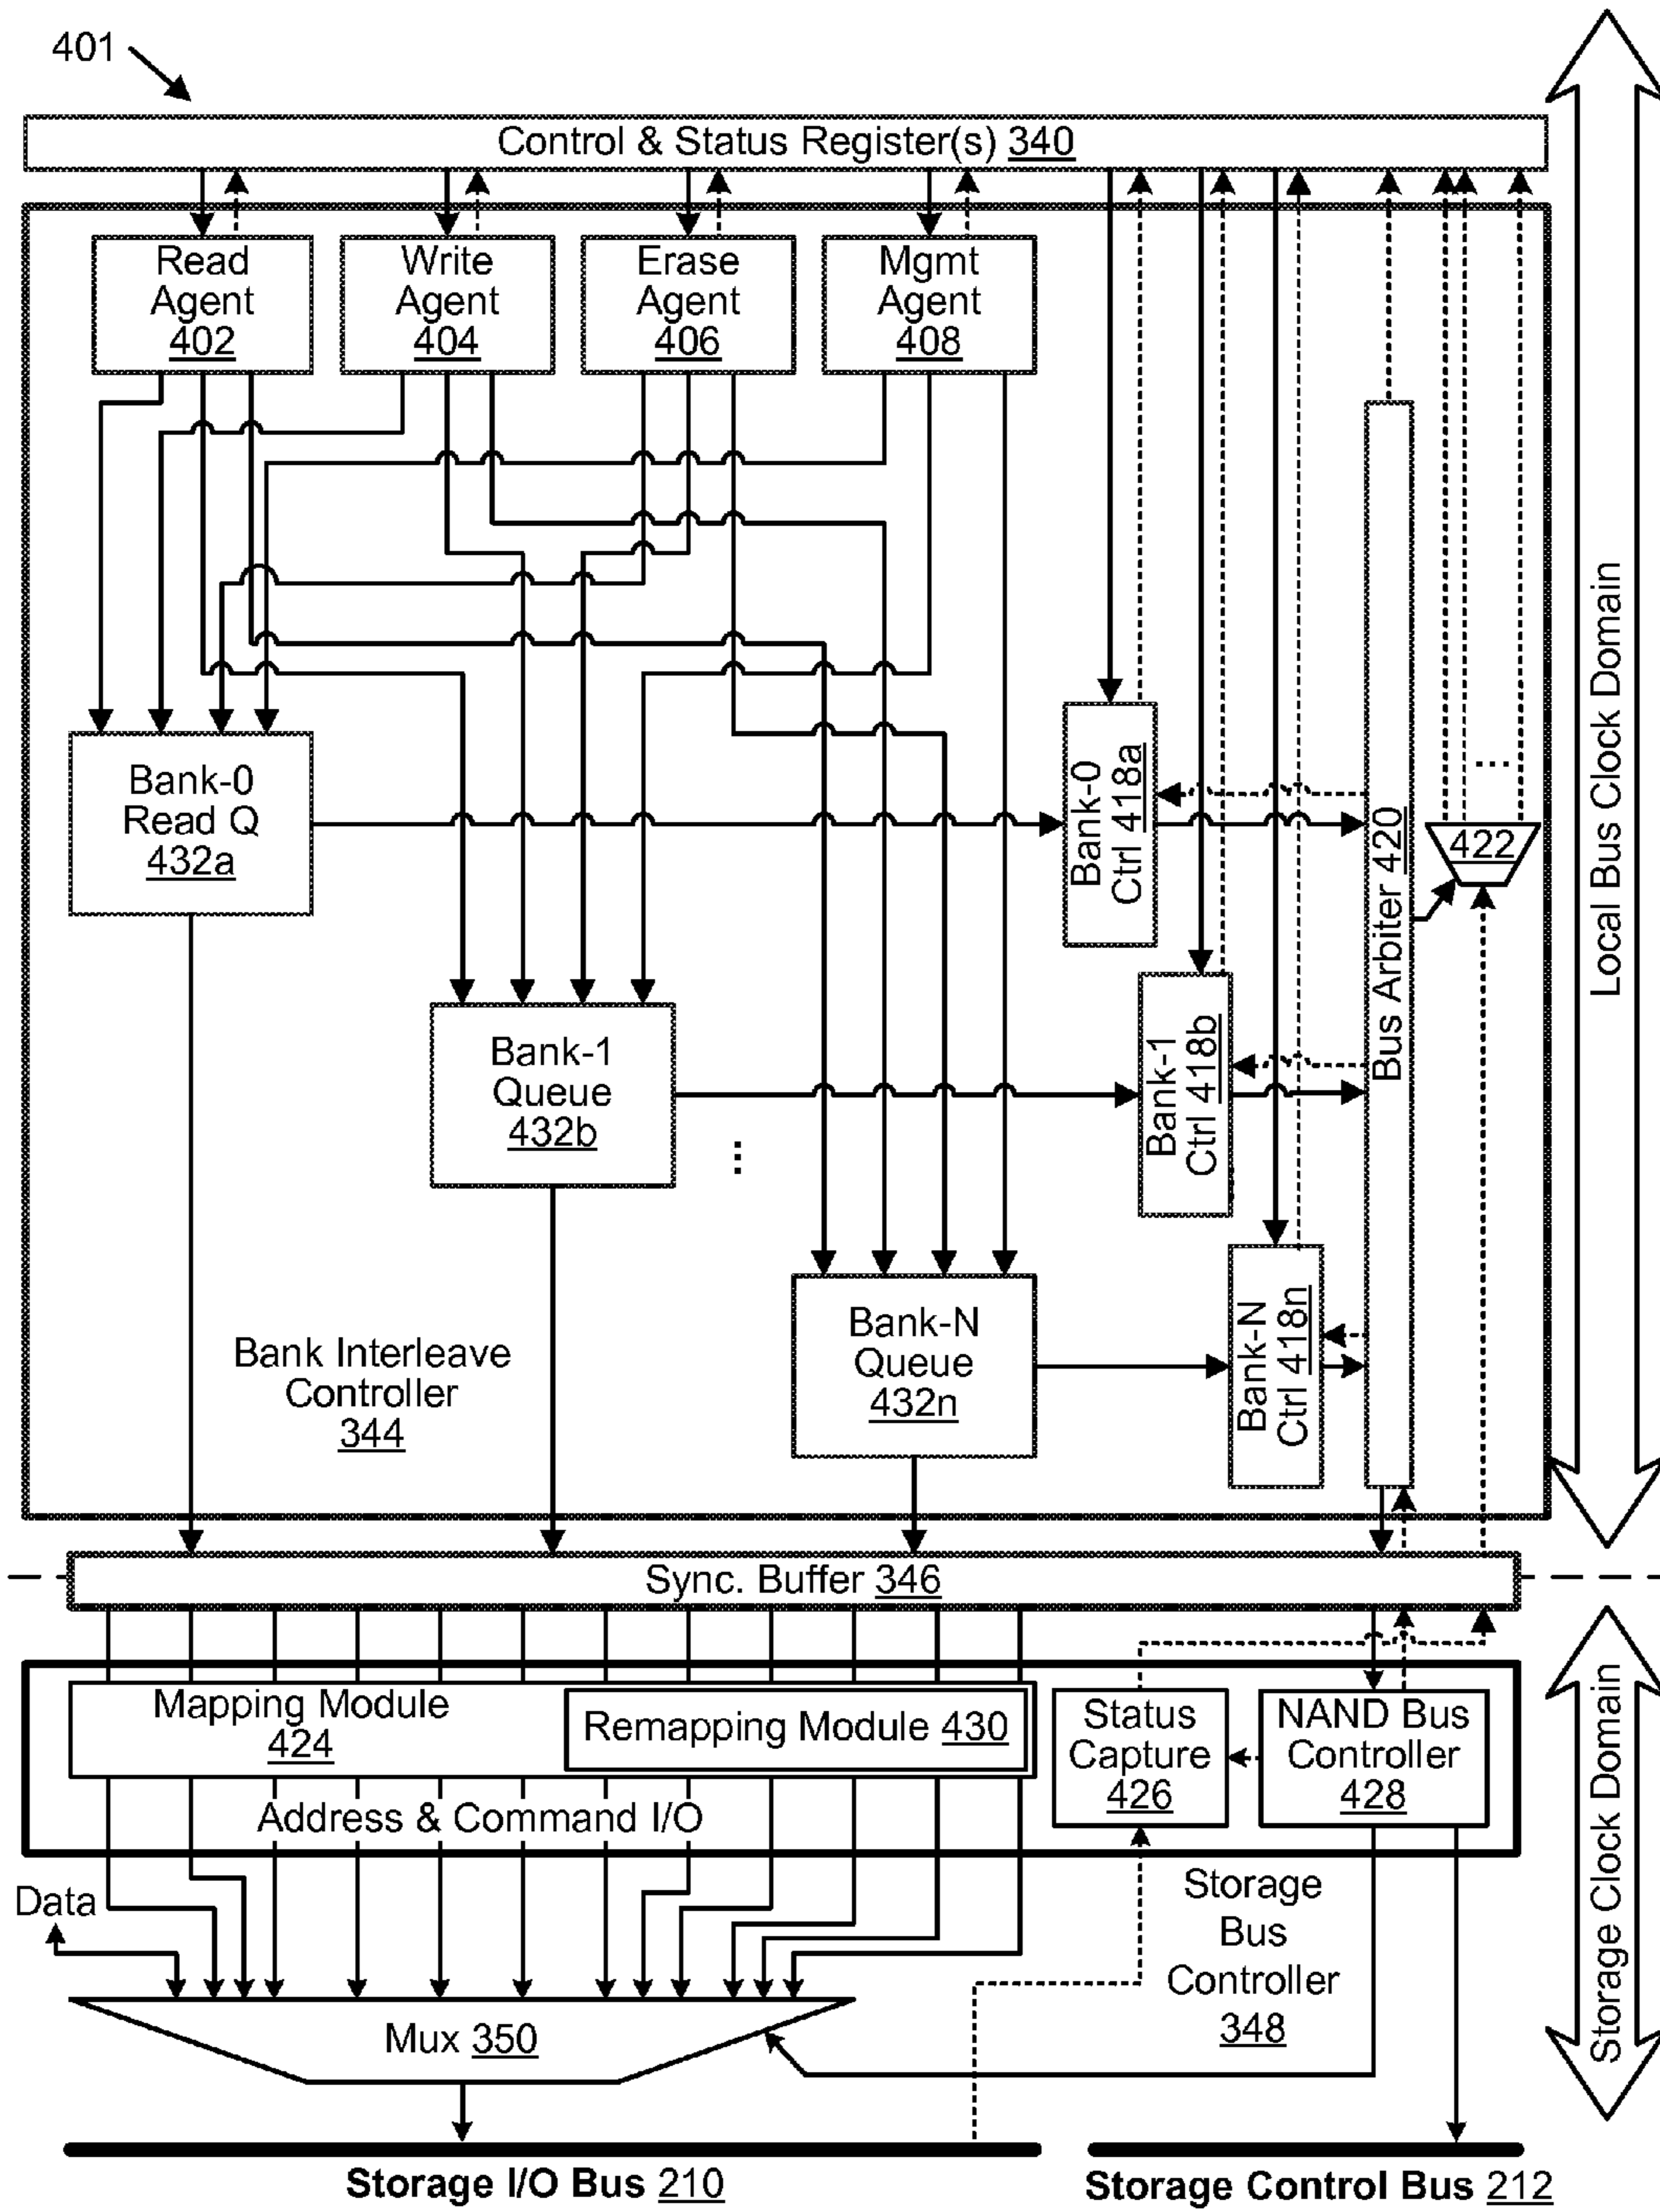 401
Control & Status Register(s) 340
Read
Agent
402
Write
Agent
404
Erase
Agent
406
Mgmt
Agent
408
Bank-0
Read Q
432a
Bank-0
Ctrl 418a
Bus Arbiter 420
...
422
Local Bus Clock Domain
Bank-1
Queue
432b
...
Bank-1
Ctrl 418b
Bank-N
Queue
432n
Bank-N
Ctrl 418n
Bank Interleave
Controller
344
Sync. Buffer 346
Mapping Module
424
Remapping Module 430
Status
Capture
426
NAND Bus
Controller
428
Address & Command I/O
Storage Clock Domain
Data
Storage
Bus
Controller
348
Mux 350
Storage I/O Bus 210
Storage Control Bus 212